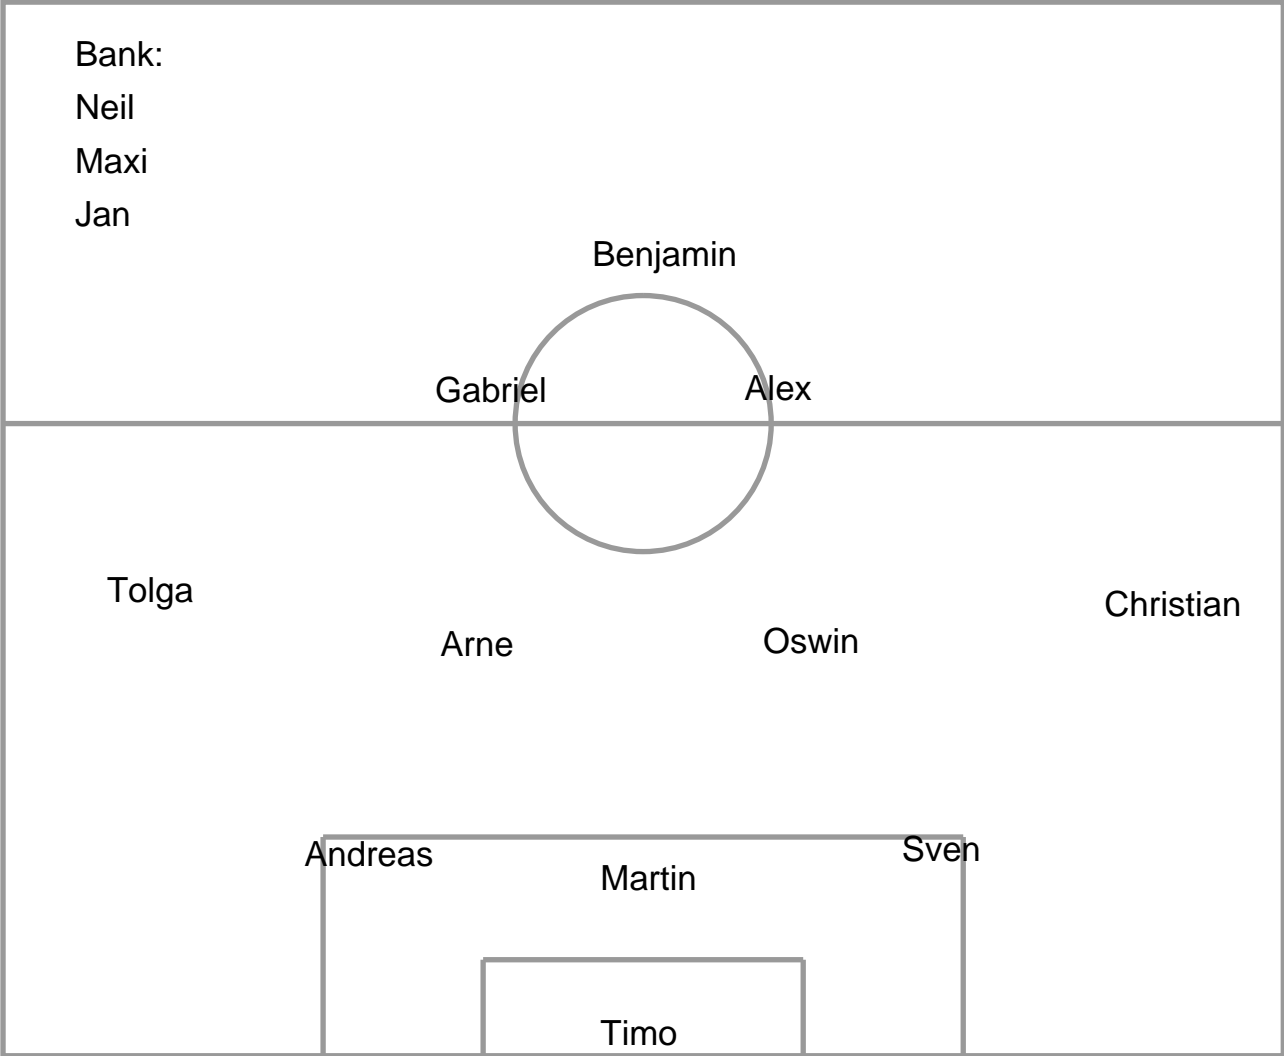 Bank:
Neil
Maxi
Jan
Benjamin
Gabriel Alex
Tolga Christian
Arne Oswin
Andreas Sven
Martin
Timo